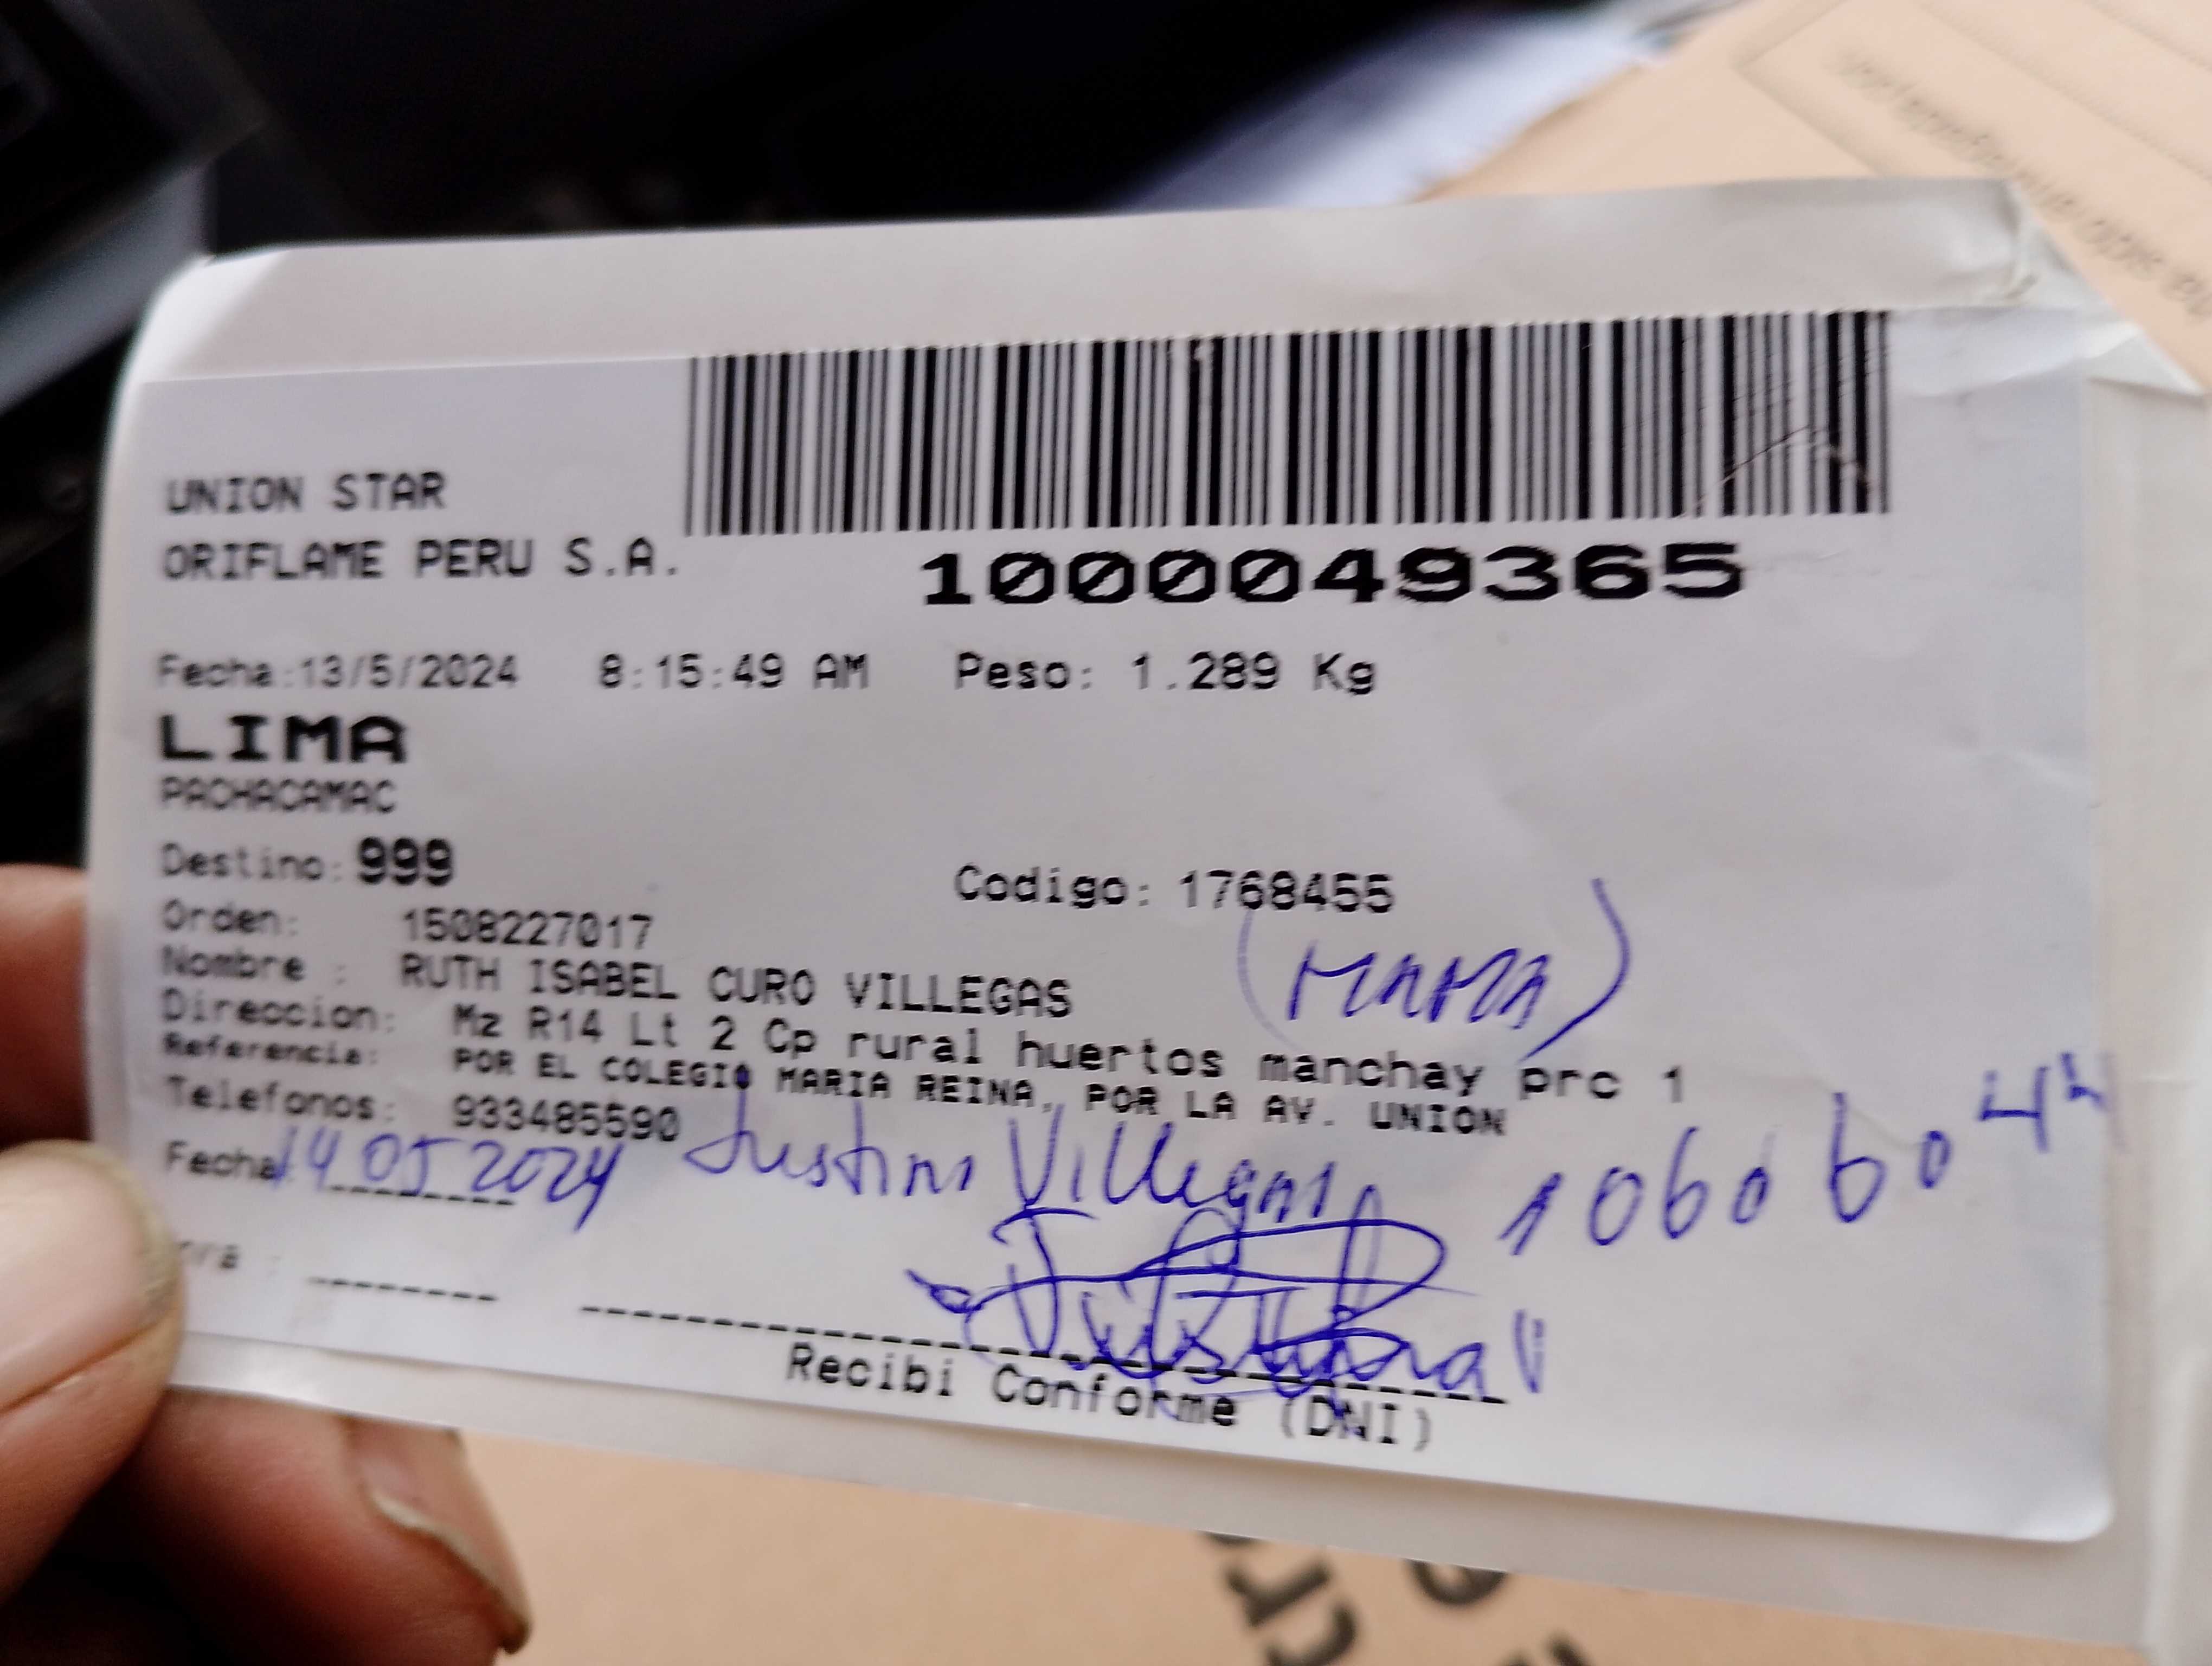 UNION STAR
ORIFLAME PERU S.A.
1000049365
Fecha:13/5/2024 8:15:49 AM Peso: 1.289 Kg
LIMA
PACHACAMAC
Destino: 999
Codigo: 1768455
Orden: 1508227017
Nombre : RUTH ISABEL CURO VILLEGAS
(MAMA)
Direccion: Mz R14 Lt 2 Cp rural huertos manchay prc 1
Referencia: POR EL COLEGIO MARIA REINA, POR LA AV. UNION
Telefonos: 933485590
Fecha 14 05 2024 Justina Villegas 10606044
Recibi Conforme (DNI)